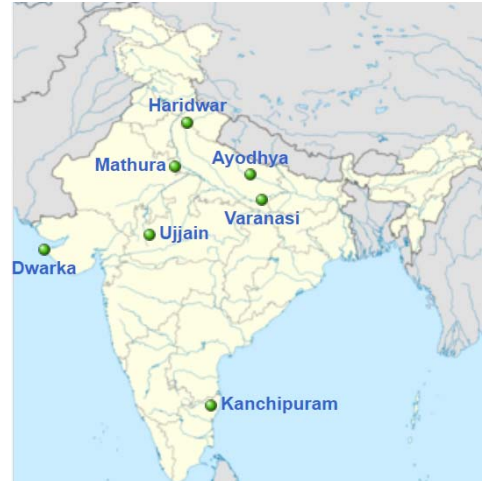 Haridwar
Ayodhya
Mathura
Varanasi
Ujjain
Dwarka
Kanchipuram